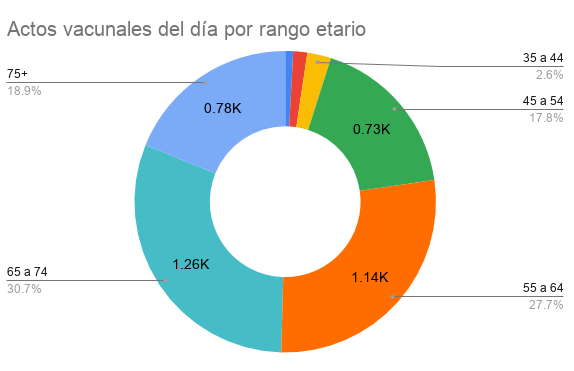 Actos vacunales del día por rango etario
35 a 44
2.6%
75+
18.9%
45 a 54
17.8%
0.78K
0.73K
65 a 74
30.7%
1.26K
1.14K
55 a 64
27.7%